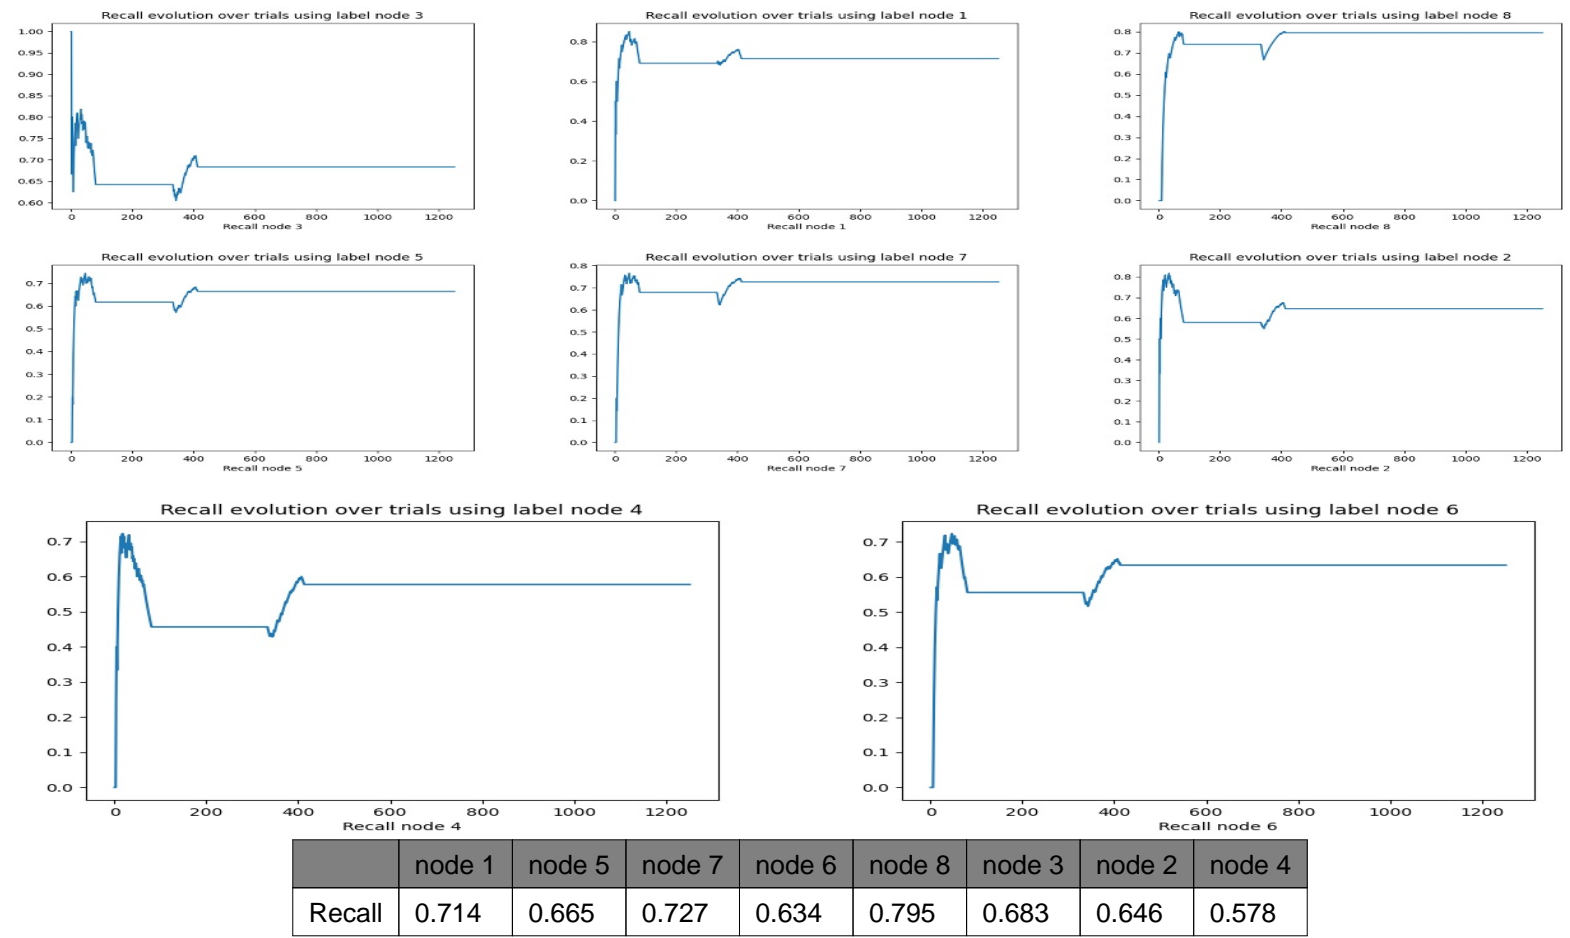 Recall evolution over trials using label node 3
1.00
0.95
0.90
0.85
0.80
0.75
0.70
0.65
0.60
0 200 400 600 800 1000 1200
Recall node 3
Recall evolution over trials using label node 1
0.8
0.6
0.4
0.2
0.0
0 200 400 600 800 1000 1200
Recall node 1
Recall evolution over trials using label node 8
0.8
0.7
0.6
0.5
0.4
0.3
0.2
0.1
0.0
0 200 400 600 800 1000 1200
Recall node 8
Recall evolution over trials using label node 5
0.7
0.6
0.5
0.4
0.3
0.2
0.1
0.0
0 200 400 600 800 1000 1200
Recall node 5
Recall evolution over trials using label node 7
0.8
0.7
0.6
0.5
0.4
0.3
0.2
0.1
0.0
0 200 400 600 800 1000 1200
Recall node 7
Recall evolution over trials using label node 2
0.8
0.7
0.6
0.5
0.4
0.3
0.2
0.1
0.0
0 200 400 600 800 1000 1200
Recall node 2
Recall evolution over trials using label node 4
0.7
0.6
0.5
0.4
0.3
0.2
0.1
0.0
0 200 400 600 800 1000 1200
Recall node 4
Recall evolution over trials using label node 6
0.7
0.6
0.5
0.4
0.3
0.2
0.1
0.0
0 200 400 600 800 1000 1200
Recall node 6
node 1 node 5 node 7 node 6 node 8 node 3 node 2 node 4
Recall 0.714 0.665 0.727 0.634 0.795 0.683 0.646 0.578